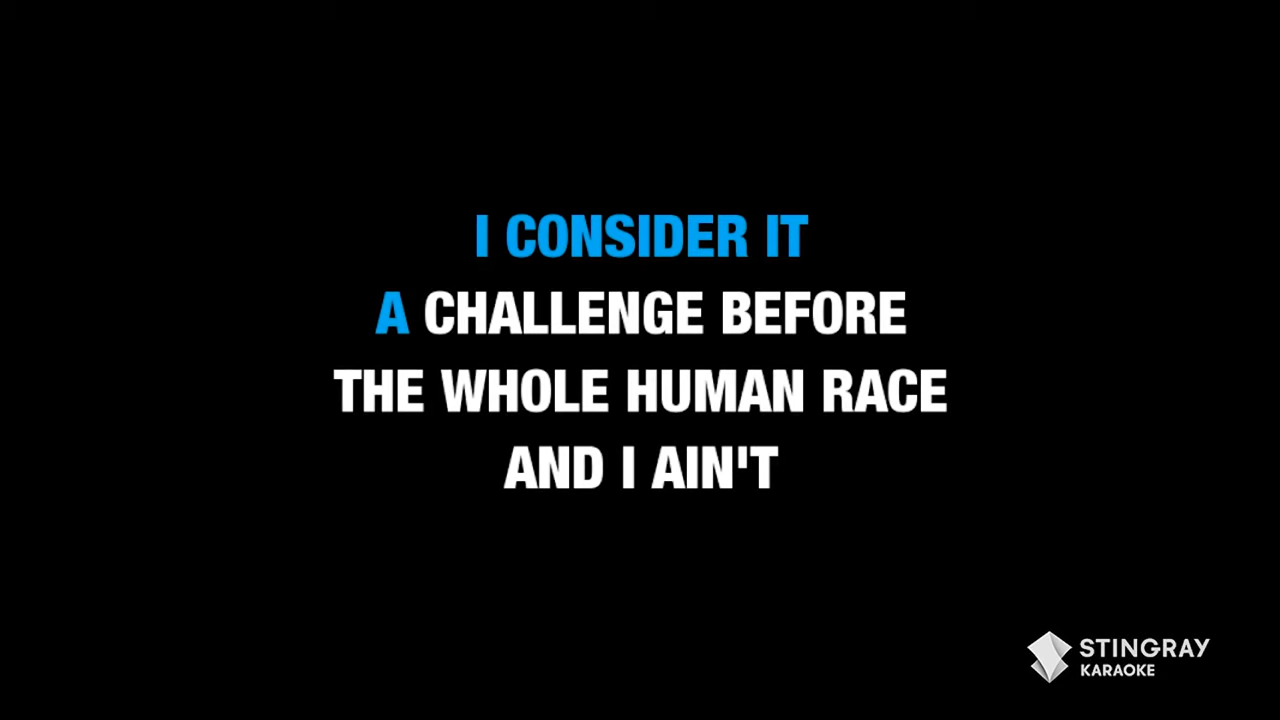 I CONSIDER IT
A CHALLENGE BEFORE
THE WHOLE HUMAN RACE
AND I AIN'T
STINGRAY
KARAOKE